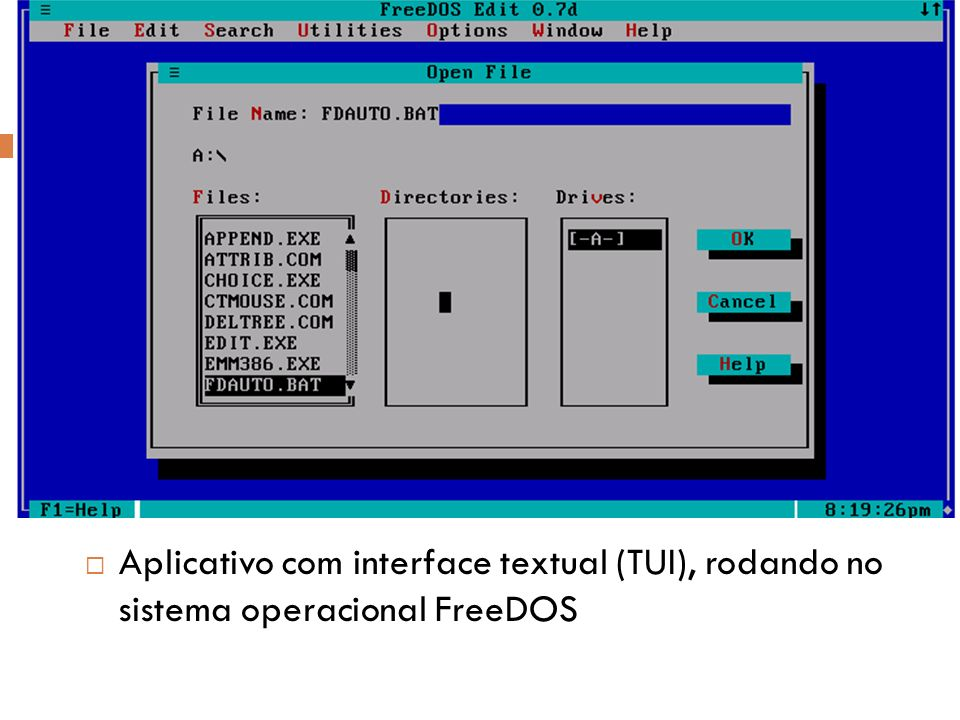 FreeDOS Edit 0.7d
File Edit Search Utilities Options Window Help
Open File
File Name: FDAUTO.BAT
A:\
Files: Directories: Drives:
APPEND.EXE
ATTRIB.COM
CHOICE.EXE
CTMOUSE.COM
DELTREE.COM
EDIT.EXE
EMM386.EXE
FDAUTO.BAT
[-A-]
OK
Cancel
Help
F1=Help 8:19:26pm
Aplicativo com interface textual (TUI), rodando no
sistema operacional FreeDOS